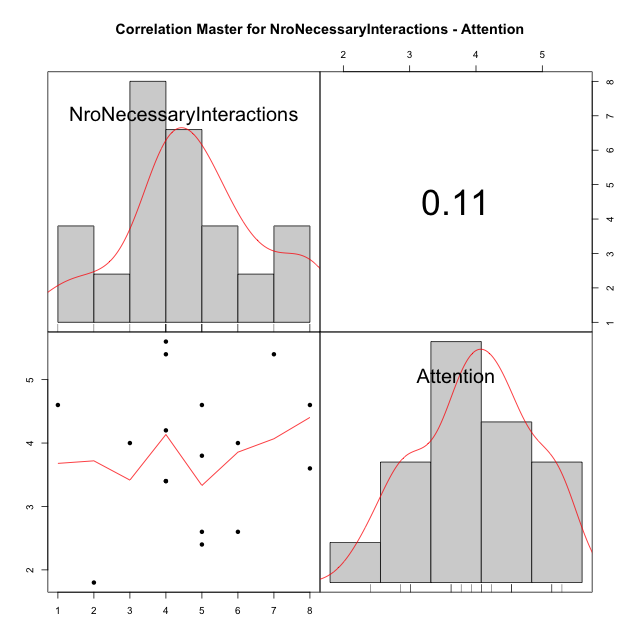 Correlation Master for NroNecessaryInteractions - Attention
2 3 4 5
NroNecessaryInteractions
0.11
8
7
6
5
4
3
2
1
Attention
5
4
3
2
1 2 3 4 5 6 7 8